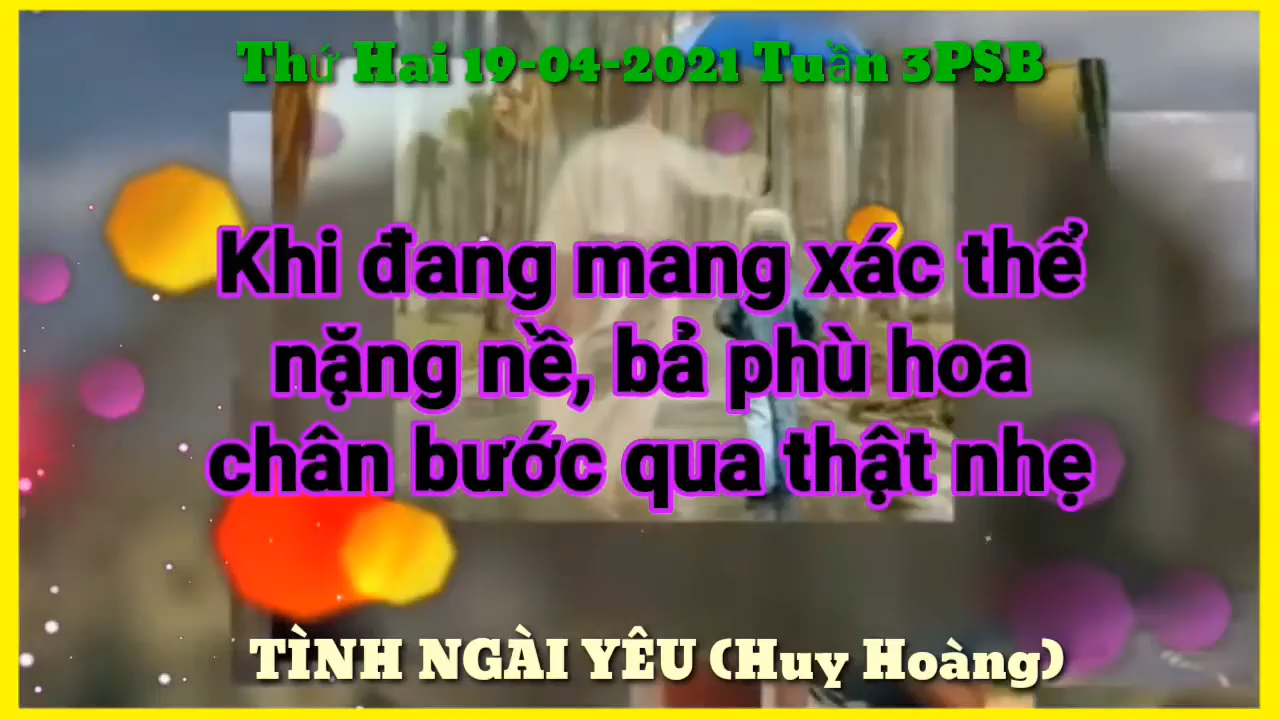 Thứ Hai 19-04-2021 Tuần 3PSB
Khi đang mang xác thể
nặng nề, bả phù hoa
chân bước qua thật nhẹ
TÌNH NGÀI YÊU (Huy Hoàng)